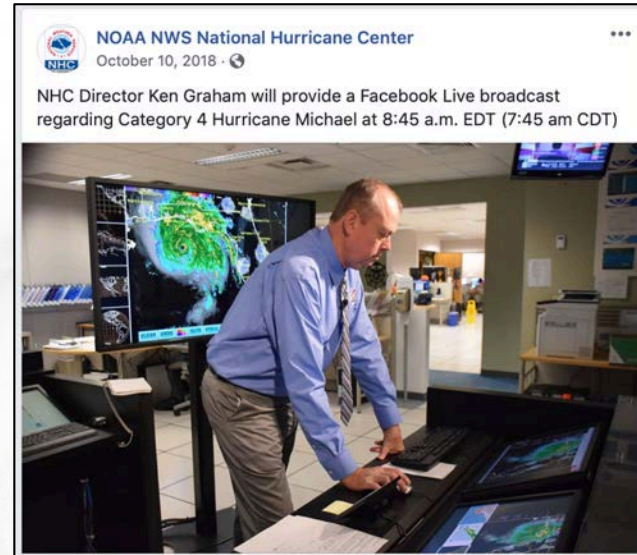 NOAA NWS National Hurricane Center
October 10, 2018 ·
NHC
NHC Director Ken Graham will provide a Facebook Live broadcast
regarding Category 4 Hurricane Michael at 8:45 a.m. EDT (7:45 am CDT)